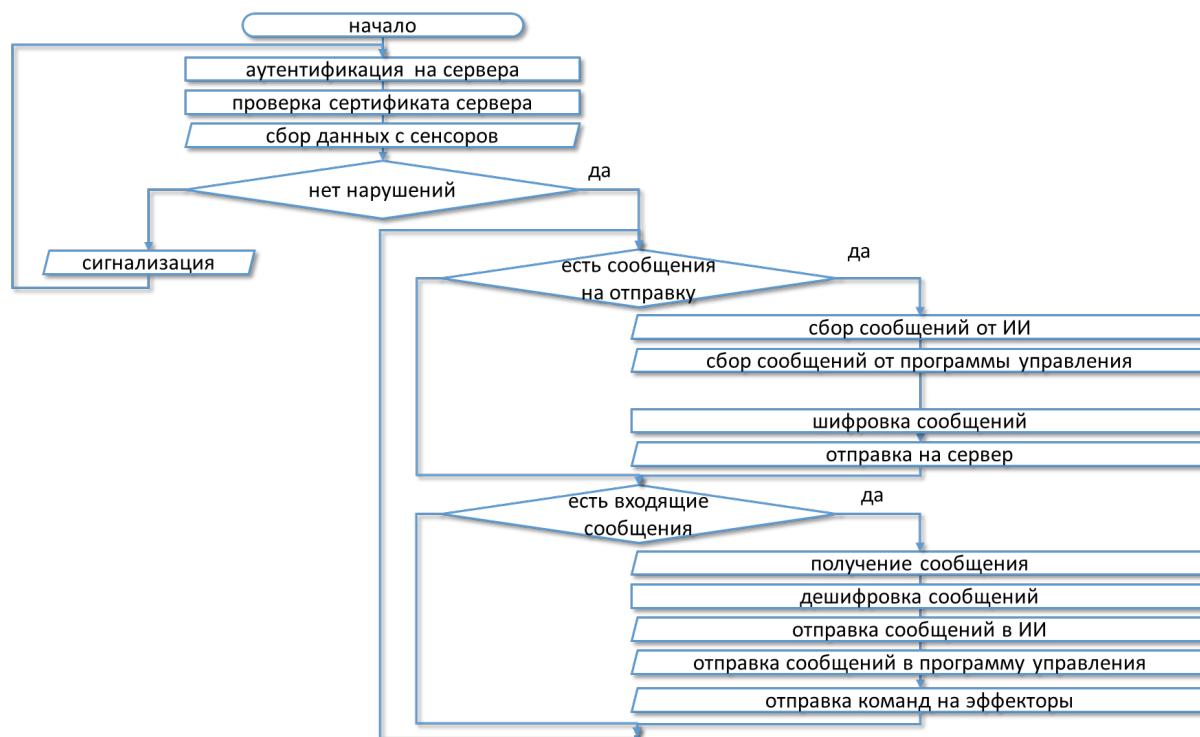 начало
аутентификация на сервера
проверка сертификата сервера
сбор данных с сенсоров
нет нарушений
да
сигнализация
есть сообщения
на отправку
да
сбор сообщений от ИИ
сбор сообщений от программы управления
шифровка сообщений
отправка на сервер
есть входящие
сообщения
да
получение сообщения
дешифровка сообщений
отправка сообщений в ИИ
отправка сообщений в программу управления
отправка команд на эффекторы